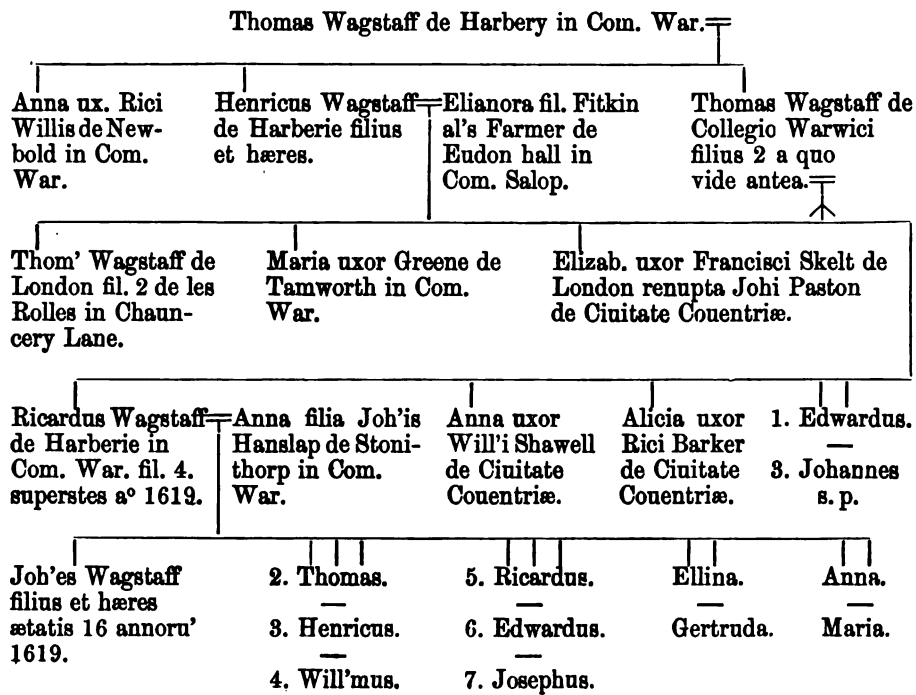 Thomas Wagstaff de Harbery in Com. War.
Anna ux. Rici
Willis de New-
bold in Com.
War.
Henricus Wagstaff
de Harberie filius
et hæres.
Elianora fil. Fitkin
al's Farmer de
Eudon hall in
Com. Salop.
Thomas Wagstaff de
Collegio Warwici
filius 2 a quo
vide antea.
Thom' Wagstaff de
London fil. 2 de les
Rolles in Chaun-
cery Lane.
Maria uxor Greene de
Tamworth in Com.
War.
Elizab. uxor Francisci Skelt de
London renupta Johi Paston
de Ciuitate Couentriæ.
Ricardus Wagstaff
de Harberie in
Com. War. fil. 4.
superstes aº 1619.
Anna filia Joh'is
Hanslap de Stoni-
thorp in Com.
War.
Anna uxor
Will'i Shawell
de Ciuitate
Couentriæ.
Alicia uxor
Rici Barker
de Ciuitate
Couentriæ.
1. Edwardus.
3. Johannes
s. p.
Joh'es Wagstaff
filius et hæres
ætatis 16 annoru'
1619.
2. Thomas.
3. Henricus.
4. Will'mus.
5. Ricardus.
6. Edwardus.
7. Josephus.
Ellina.
Gertruda.
Anna.
Maria.